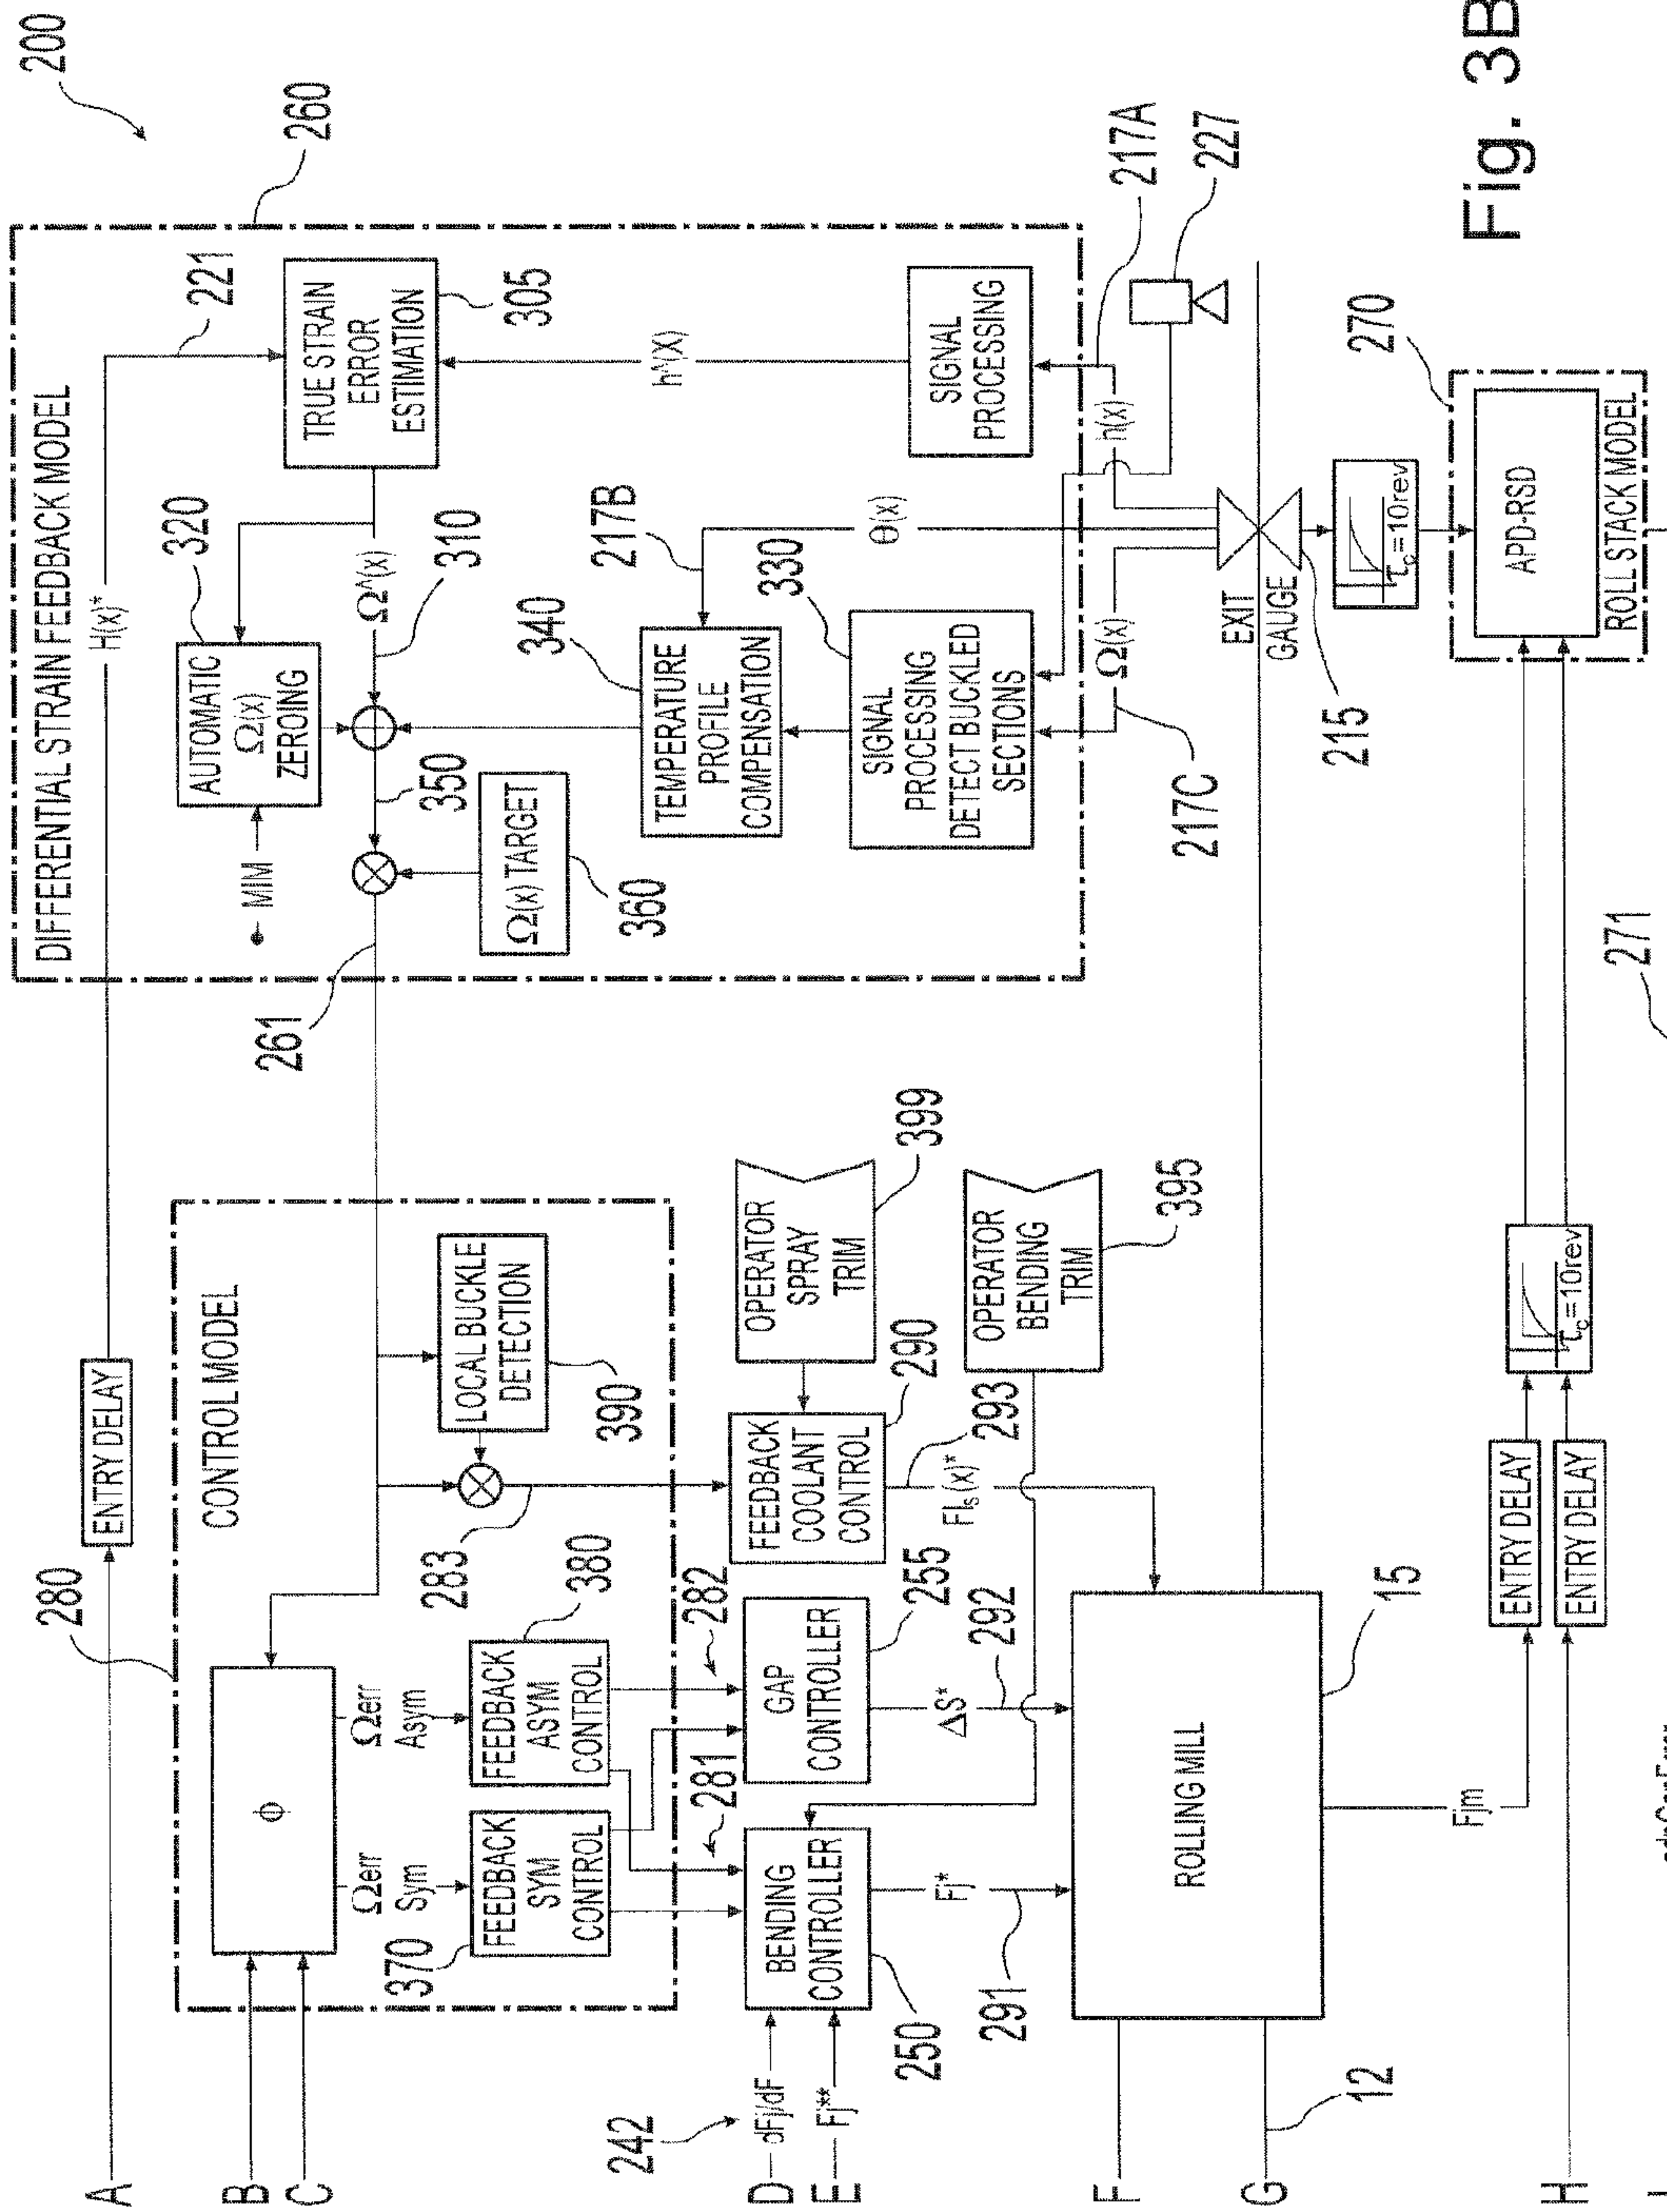 200
Fig. 3B
DIFFERENTIAL STRAIN FEEDBACK MODEL
260
A
ENTRY DELAY
H(x)*
221
TRUE STRAIN
ERROR
ESTIMATION
305
320
AUTOMATIC
Ω(x)
ZEROING
MIM
Ω^(x)
310
350
Ω(x) TARGET
360
261
h^(x)
SIGNAL
PROCESSING
217A
h(x)
227
217B
Θ(x)
340
TEMPERATURE
PROFILE
COMPENSATION
330
SIGNAL
PROCESSING
DETECT BUCKLED
SECTIONS
Ω(x)
217C
EXIT
GAUGE
215
τc=10rev
270
APD-RSD
ROLL STACK MODEL
271
280
CONTROL MODEL
B
C
ϕ
Ωerr
Sym
Ωerr
Asym
370
FEEDBACK
SYM
CONTROL
380
FEEDBACK
ASYM
CONTROL
283
LOCAL BUCKLE
DETECTION
390
281
282
OPERATOR
SPRAY
TRIM
399
FEEDBACK
COOLANT
CONTROL
290
OPERATOR
BENDING
TRIM
395
293
FIs(x)*
242
D
dFj/dF
E
Fj**
BENDING
CONTROLLER
250
GAP
CONTROLLER
255
Fj*
291
ΔS*
292
F
G
12
ROLLING MILL
15
Fjm
H
ENTRY DELAY
ENTRY DELAY
τc=10rev